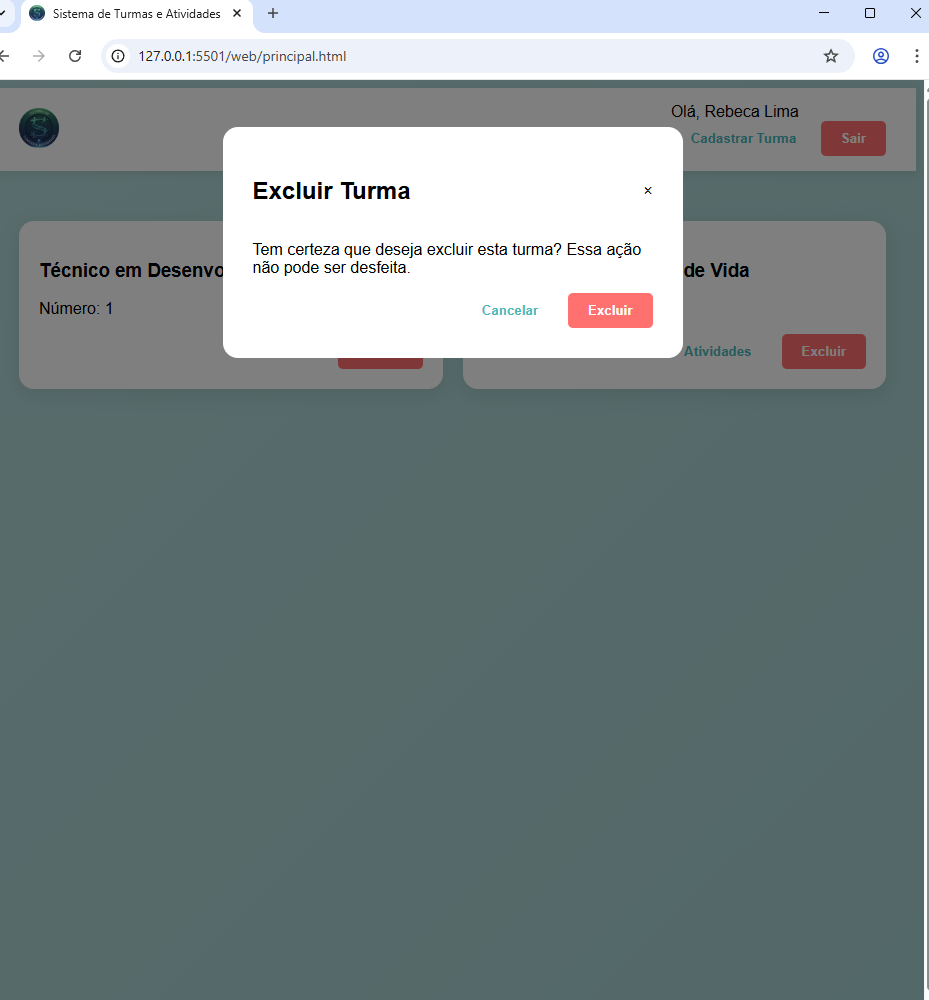 Sistema de Turmas e Atividades
127.0.0.1:5501/web/principal.html
Olá, Rebeca Lima
Cadastrar Turma
Sair
Excluir Turma
×
Tem certeza que deseja excluir esta turma? Essa ação
não pode ser desfeita.
Cancelar
Excluir
Técnico em Desenvo
de Vida
Número: 1
Atividades
Excluir